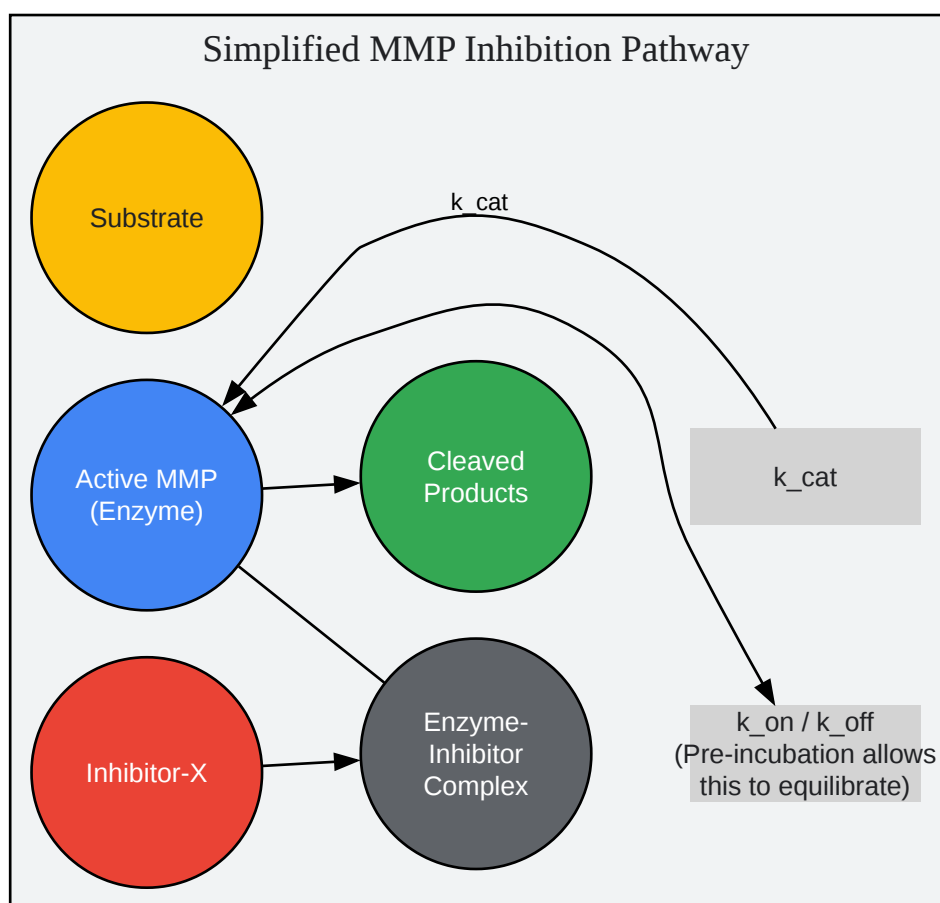 Simplified MMP Inhibition Pathway
Substrate
k_cat
Active MMP
(Enzyme)
Cleaved
Products
k_cat
Inhibitor-X
Enzyme-
Inhibitor
Complex
k_on / k_off
(Pre-incubation allows
this to equilibrate)